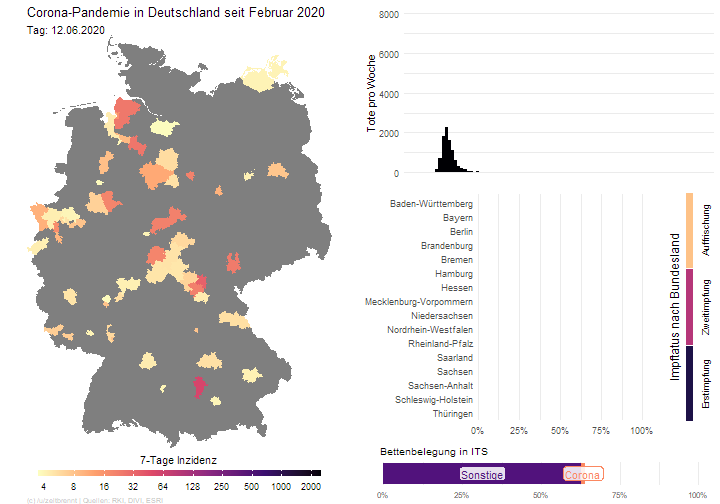 Corona-Pandemie in Deutschland seit Februar 2020
Tag: 12.06.2020
7-Tage Inzidenz
4 8 16 32 64 128 256 512 1000 2000
Quellen: RKI, DIVI, ESRI
Tote pro Woche
8000
6000
4000
2000
0
Impfstatus nach Bundesland
Baden-Württemberg
Bayern
Berlin
Brandenburg
Bremen
Hamburg
Hessen
Mecklenburg-Vorpommern
Niedersachsen
Nordrhein-Westfalen
Rheinland-Pfalz
Saarland
Sachsen
Sachsen-Anhalt
Schleswig-Holstein
Thüringen
0% 25% 50% 75% 100%
Auffrischung
Zweitimpfung
Erstimpfung
Bettenbelegung in ITS
Sonstige
Corona
0% 25% 50% 75% 100%